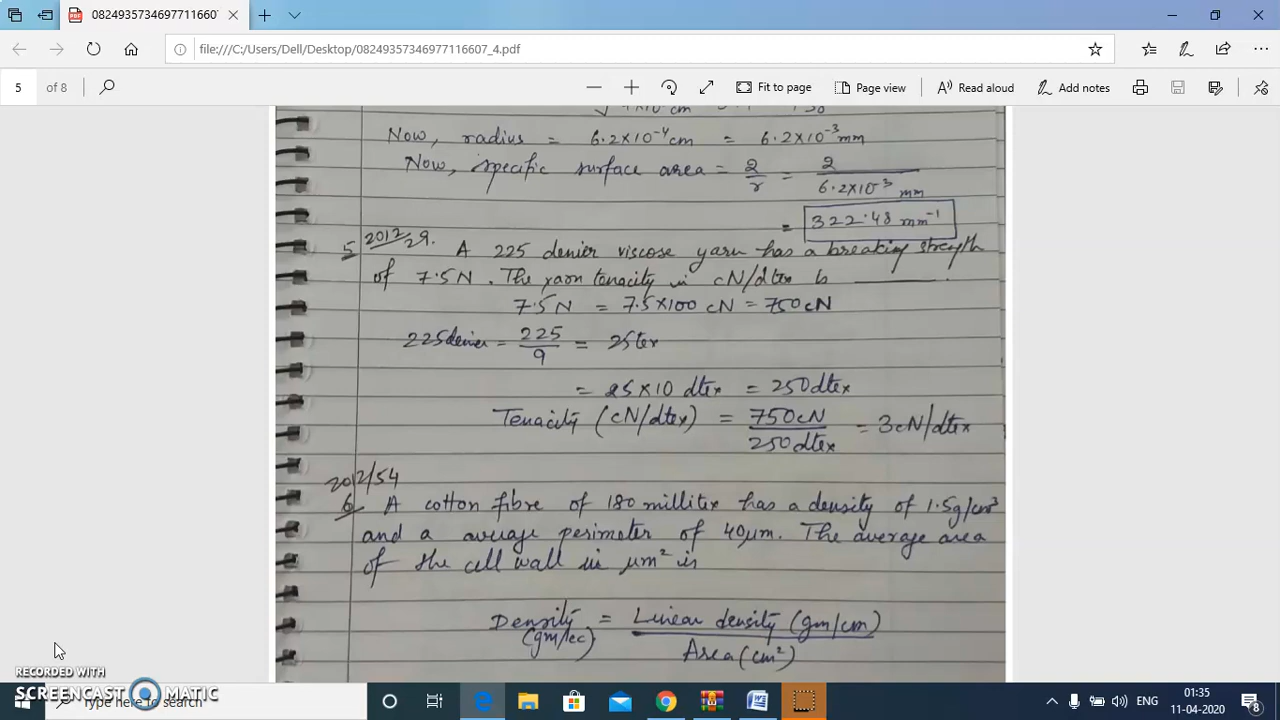 0824935734697711660７
file:///C:/Users/Dell/Desktop/08249357346977116607_4.pdf
5 of 8
Fit to page
Page view
Read aloud
Add notes
Now, radius = 6.2×10⁻⁴cm = 6.2×10⁻³mm
Now, specific surface area = 2/r = 2/6.2×10⁻³ mm
= 322.48 mm⁻¹
5 2012/29. A 225 denier viscose yarn has a breaking strength
of 7.5N. The yarn tenacity in cN/dtex is ______.
7.5N = 7.5×100 cN = 750cN
225denier = 225/9 = 25tex
= 25×10 dtex = 250dtex
Tenacity (cN/dtex) = 750cN/250dtex = 3cN/dtex
2012/54
6 A cotton fibre of 180 millitex has a density of 1.5g/cm³
and a average perimeter of 40μm. The average area
of the cell wall in μm² is
Density (gm/cc) = Linear density (gm/cm)/Area (cm²)
RECORDED WITH
SCREENCAST MATIC
Type here to search
ENG
01:35
11-04-2020
8